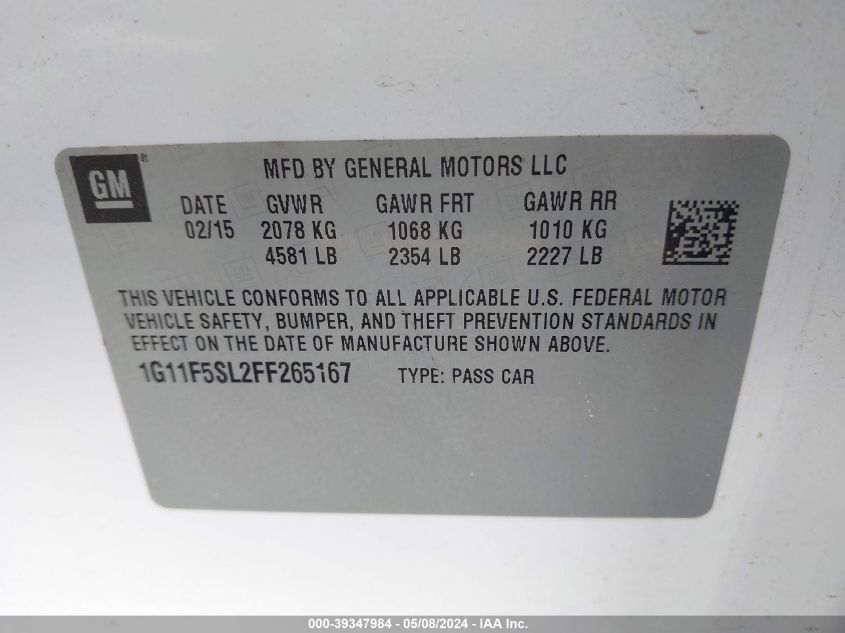 GM®
MFD BY GENERAL MOTORS LLC
DATE GVWR GAWR FRT GAWR RR
02/15 2078 KG 1068 KG 1010 KG
4581 LB 2354 LB 2227 LB
THIS VEHICLE CONFORMS TO ALL APPLICABLE U.S. FEDERAL MOTOR
VEHICLE SAFETY, BUMPER, AND THEFT PREVENTION STANDARDS IN
EFFECT ON THE DATE OF MANUFACTURE SHOWN ABOVE.
1G11F5SL2FF265167 TYPE: PASS CAR
000-39347984 - 05/08/2024 - IAA Inc.